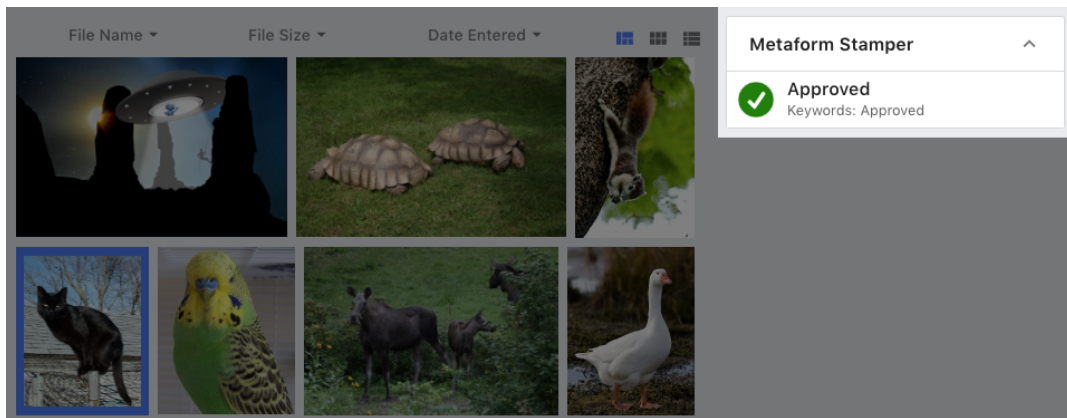 File Name
File Size
Date Entered
Metaform Stamper
Approved
Keywords: Approved